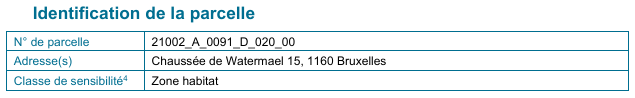 Identification de la parcelle
N° de parcelle 21002_A_0091_D_020_00
Adresse(s) Chaussée de Watermael 15, 1160 Bruxelles
Classe de sensibilité⁴ Zone habitat